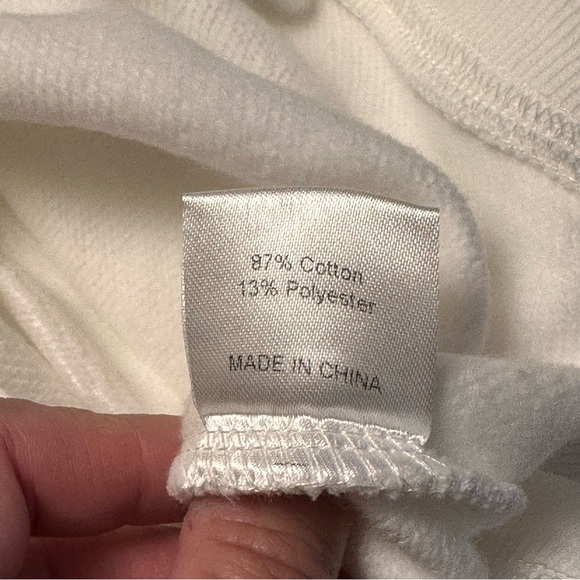 87% Cotton
13% Polyester
MADE IN CHINA